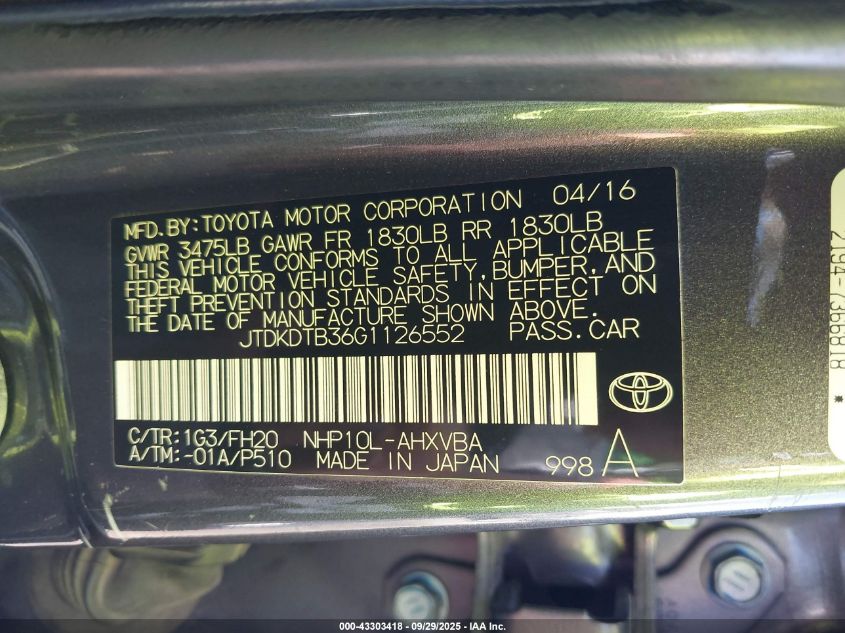 MFD.BY:TOYOTA MOTOR CORPORATION 04/16
GVWR 3475LB GAWR FR 1830LB RR 1830LB
THIS VEHICLE CONFORMS TO ALL APPLICABLE
FEDERAL MOTOR VEHICLE SAFETY,BUMPER,AND
THEFT PREVENTION STANDARDS IN EFFECT ON
THE DATE OF MANUFACTURE SHOWN ABOVE.
JTDKDTB36G1126552 PASS.CAR
C/TR:1G3/FH20 NHP10L-AHXVBA
A/TM:-01A/P510 MADE IN JAPAN 998 A
2194-736681B *
000-43303418 - 09/29/2025 - IAA Inc.